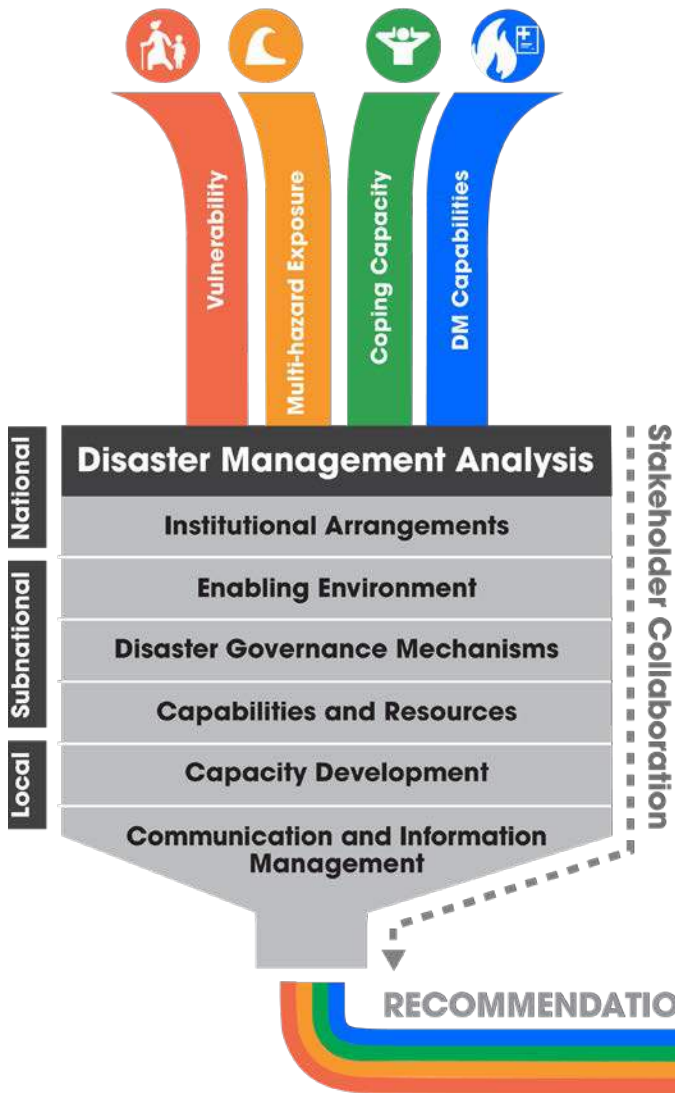 Vulnerability
Multi-hazard Exposure
Coping Capacity
DM Capabilities
National
Subnational
Local
Disaster Management Analysis
Institutional Arrangements
Enabling Environment
Disaster Governance Mechanisms
Capabilities and Resources
Capacity Development
Communication and Information
Management
Stakeholder Collaboration
RECOMMENDATIO